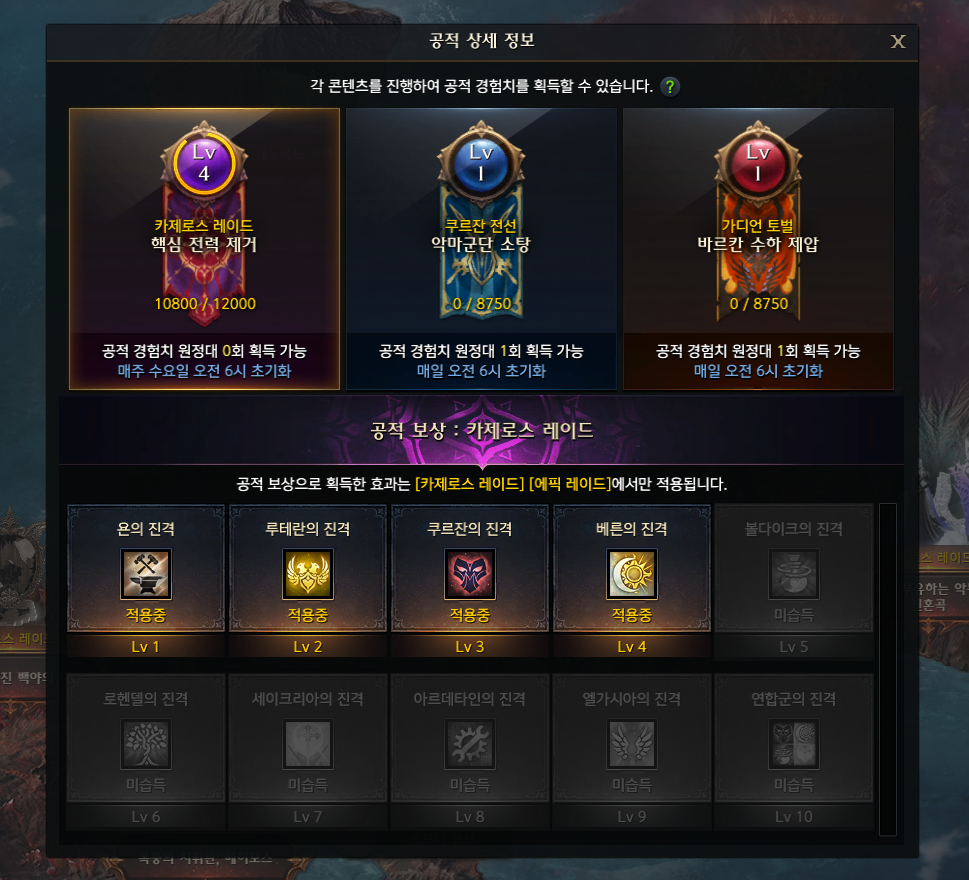 공적 상세 정보
X
각 콘텐츠를 진행하여 공적 경험치를 획득할 수 있습니다. ?
Lv
4
카제로스 레이드
핵심 전력 제거
10800 / 12000
공적 경험치 원정대 0회 획득 가능
매주 수요일 오전 6시 초기화
Lv
1
쿠르잔 전선
악마군단 소탕
0 / 8750
공적 경험치 원정대 1회 획득 가능
매일 오전 6시 초기화
Lv
1
가디언 토벌
바르칸 수하 제압
0 / 8750
공적 경험치 원정대 1회 획득 가능
매일 오전 6시 초기화
공적 보상 : 카제로스 레이드
공적 보상으로 획득한 효과는 [카제로스 레이드] [에픽 레이드]에서만 적용됩니다.
욘의 진격
적용중
Lv 1
루테란의 진격
적용중
Lv 2
쿠르잔의 진격
적용중
Lv 3
베른의 진격
적용중
Lv 4
볼다이크의 진격
미습득
Lv 5
로헨델의 진격
미습득
Lv 6
세이크리아의 진격
미습득
Lv 7
아르데타인의 진격
미습득
Lv 8
엘가시아의 진격
미습득
Lv 9
연합군의 진격
미습득
Lv 10